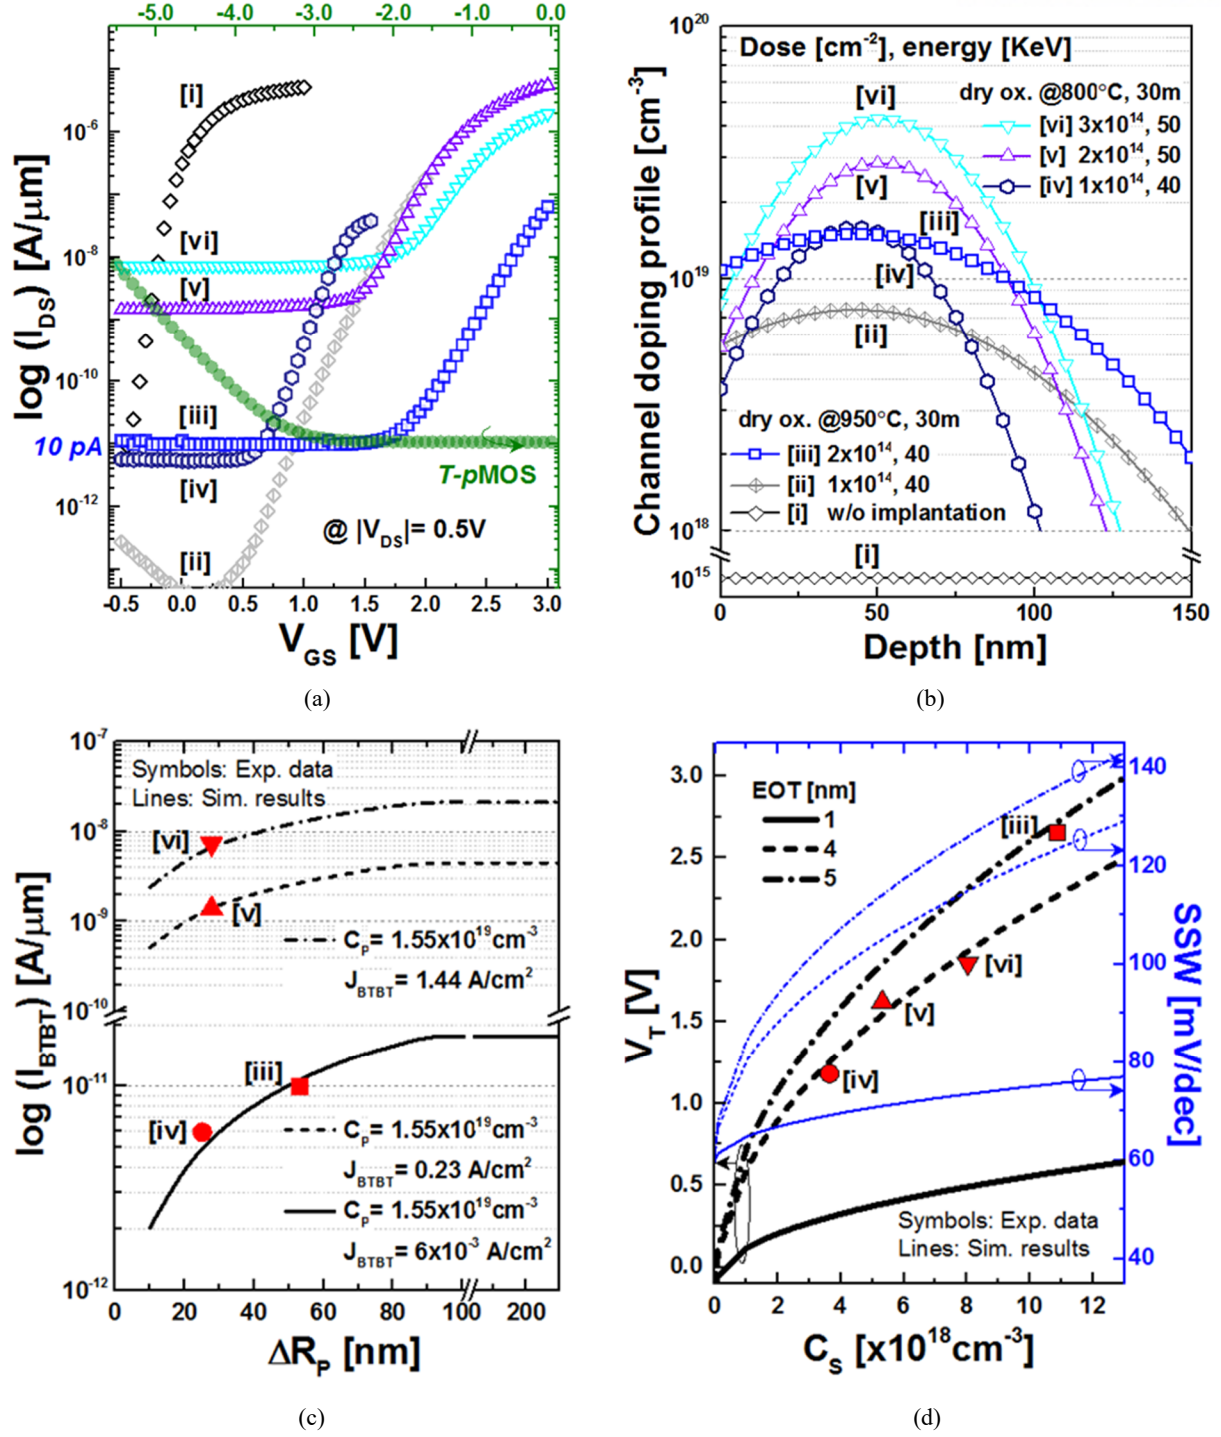 -5.0 -4.0 -3.0 -2.0 -1.0 0.0
log (I_DS) [A/μm]
10^-6
10^-8
10^-10
10 pA
10^-12
[i]
[vi]
[v]
[iii]
[iv]
[ii]
T-pMOS
@ |V_DS|= 0.5V
-0.5 0.0 0.5 1.0 1.5 2.0 2.5 3.0
V_GS [V]
(a)
Channel doping profile [cm^-3]
10^20
10^19
10^18
10^15
Dose [cm^-2], energy [KeV]
dry ox. @800°C, 30m
[vi] 3x10^14, 50
[v] 2x10^14, 50
[iv] 1x10^14, 40
[vi]
[v]
[iii]
[iv]
[ii]
dry ox. @950°C, 30m
[iii] 2x10^14, 40
[ii] 1x10^14, 40
[i] w/o implantation
[i]
0 50 100 150
Depth [nm]
(b)
log (I_BTBT) [A/μm]
10^-7
10^-8
10^-9
10^-10
10^-11
10^-12
Symbols: Exp. data
Lines: Sim. results
[vi]
[v]
C_P= 1.55x10^19cm^-3
J_BTBT= 1.44 A/cm^2
[iii]
[iv]
C_P= 1.55x10^19cm^-3
J_BTBT= 0.23 A/cm^2
C_P= 1.55x10^19cm^-3
J_BTBT= 6x10^-3 A/cm^2
0 20 40 60 80 100 200
ΔR_P [nm]
(c)
V_T [V]
3.0
2.5
2.0
1.5
1.0
0.5
0.0
EOT [nm]
1
4
5
[iii]
[vi]
[v]
[iv]
Symbols: Exp. data
Lines: Sim. results
140
120
100
80
60
40
SSW [mV/dec]
0 2 4 6 8 10 12
C_S [x10^18cm^-3]
(d)